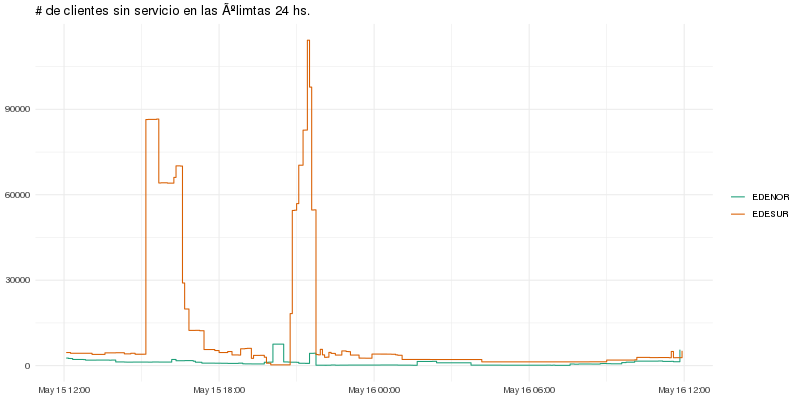 # de clientes sin servicio en las Ãºlimtas 24 hs.
90000
60000
30000
0
May 15 12:00
May 15 18:00
May 16 00:00
May 16 06:00
May 16 12:00
EDENOR
EDESUR